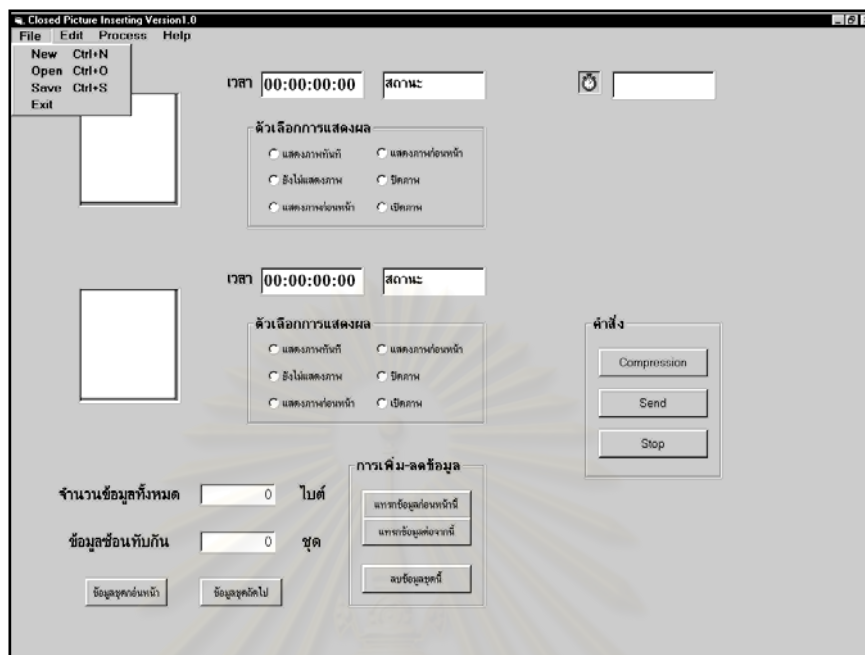 Closed Picture Inserting Version1.0
File Edit Process Help
New Ctrl+N
Open Ctrl+O
Save Ctrl+S
Exit
เวลา 00:00:00:00 สถานะ
ตัวเลือกการแสดงผล
แสดงภาพทันที แสดงภาพก่อนหน้า
ยังไม่แสดงภาพ ปิดภาพ
แสดงภาพก่อนหน้า เปิดภาพ
เวลา 00:00:00:00 สถานะ
ตัวเลือกการแสดงผล
แสดงภาพทันที แสดงภาพก่อนหน้า
ยังไม่แสดงภาพ ปิดภาพ
แสดงภาพก่อนหน้า เปิดภาพ
คำสั่ง
Compression
Send
Stop
การเพิ่ม-ลดข้อมูล
แทรกข้อมูลก่อนหน้านี้
แทรกข้อมูลต่อจากนี้
ลบข้อมูลชุดนี้
จำนวนข้อมูลทั้งหมด 0 ไบต์
ข้อมูลซ้อนทับกัน 0 ชุด
ข้อมูลชุดก่อนหน้า ข้อมูลชุดถัดไป